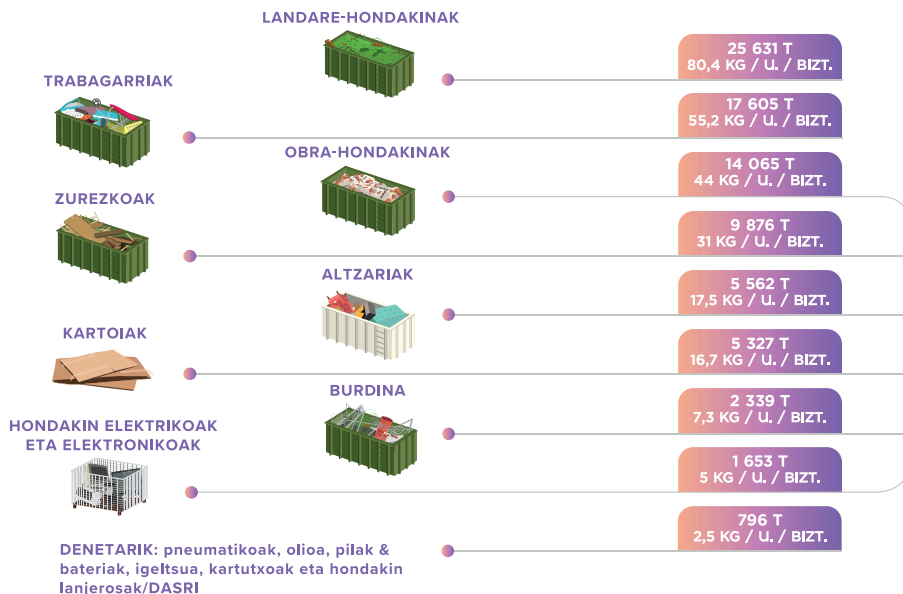 LANDARE-HONDAKINAK
25 631 T
80,4 KG / U. / BIZT.
TRABAGARRIAK
17 605 T
55,2 KG / U. / BIZT.
OBRA-HONDAKINAK
14 065 T
44 KG / U. / BIZT.
ZUREZKOAK
9 876 T
31 KG / U. / BIZT.
ALTZARIAK
5 562 T
17,5 KG / U. / BIZT.
KARTOIAK
5 327 T
16,7 KG / U. / BIZT.
BURDINA
2 339 T
7,3 KG / U. / BIZT.
HONDAKIN ELEKTRIKOAK
ETA ELEKTRONIKOAK
1 653 T
5 KG / U. / BIZT.
DENETARIK: pneumatikoak, olioa, pilak &
bateriak, igeltsua, kartutxoak eta hondakin
lanjerosak/DASRI
796 T
2,5 KG / U. / BIZT.